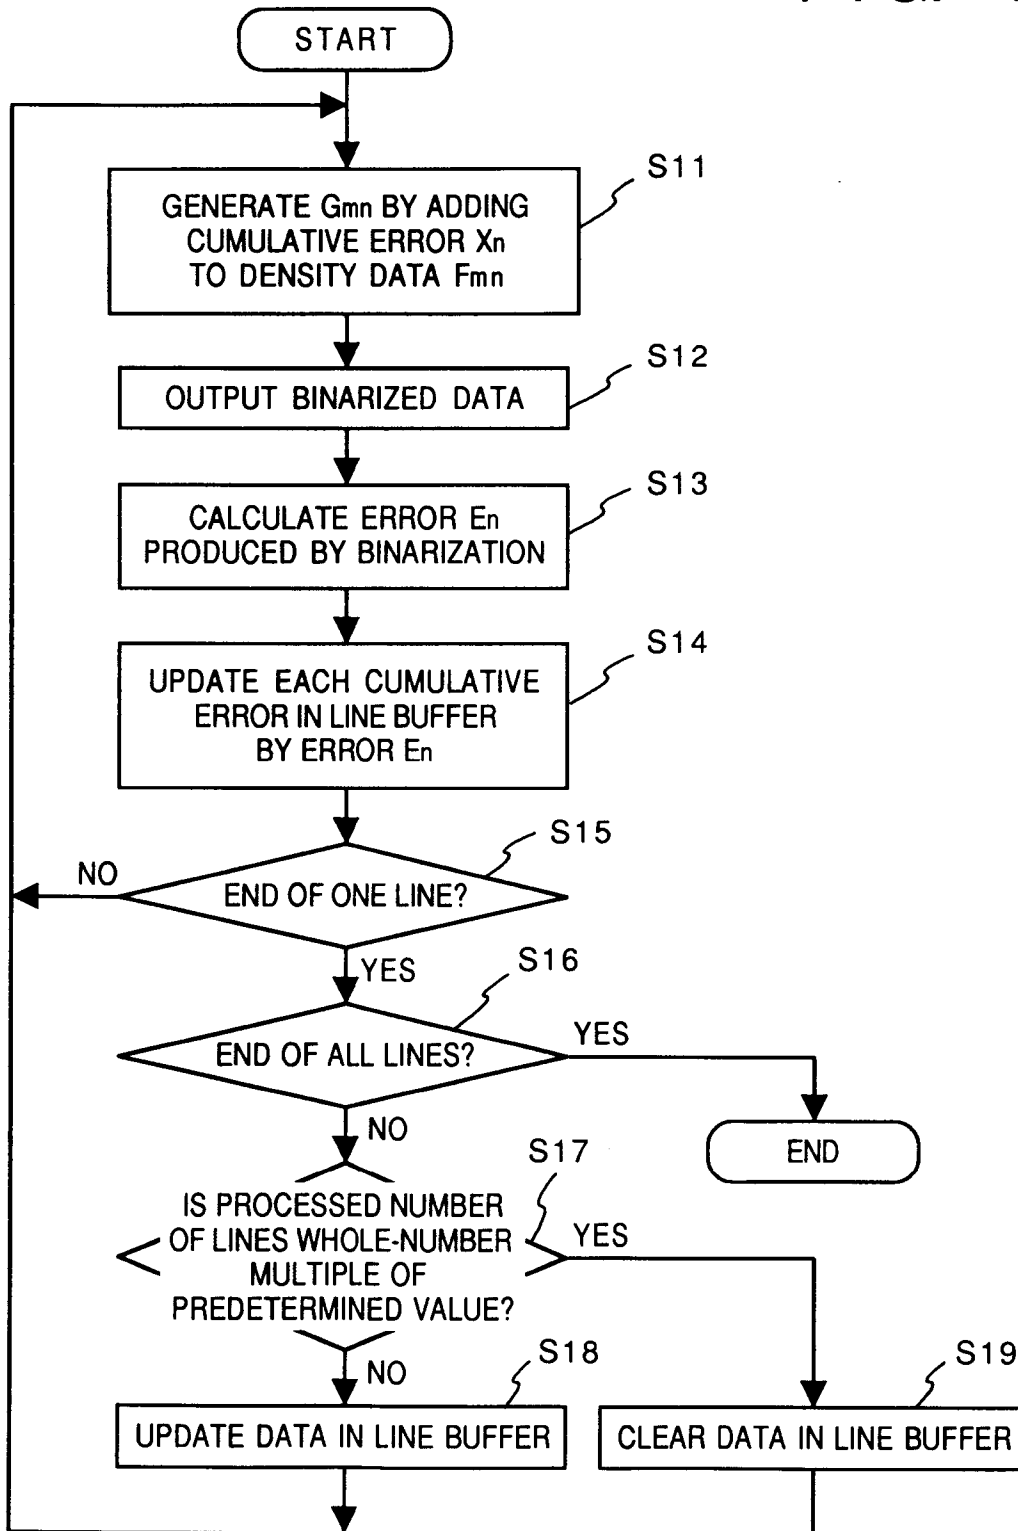 START
S11
GENERATE Gmn BY ADDING
CUMULATIVE ERROR Xn
TO DENSITY DATA Fmn
S12
OUTPUT BINARIZED DATA
S13
CALCULATE ERROR En
PRODUCED BY BINARIZATION
S14
UPDATE EACH CUMULATIVE
ERROR IN LINE BUFFER
BY ERROR En
S15
NO
END OF ONE LINE?
YES
S16
END OF ALL LINES?
YES
NO
END
S17
IS PROCESSED NUMBER
OF LINES WHOLE-NUMBER
MULTIPLE OF
PREDETERMINED VALUE?
YES
NO
S18
UPDATE DATA IN LINE BUFFER
S19
CLEAR DATA IN LINE BUFFER